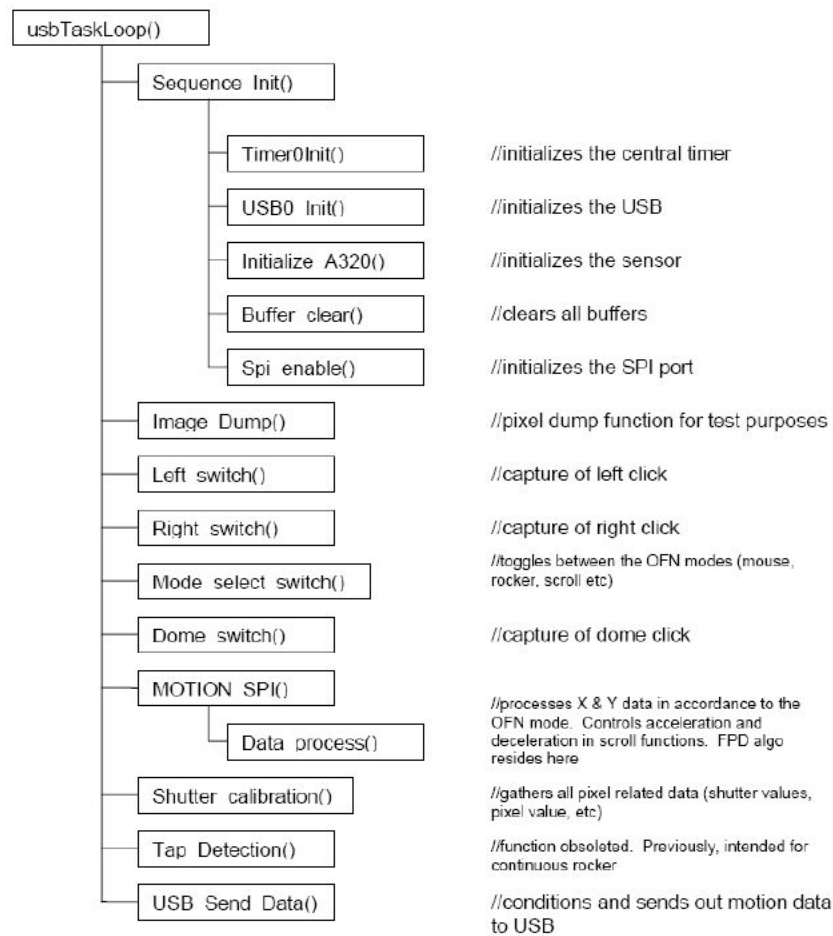 usbTaskLoop()
Sequence Init()
Timer0Init() //initializes the central timer
USB0 Init() //initializes the USB
Initialize A320() //initializes the sensor
Buffer clear() //clears all buffers
Spi enable() //initializes the SPI port
Image Dump() //pixel dump function for test purposes
Left switch() //capture of left click
Right switch() //capture of right click
Mode select switch() //toggles between the OFN modes (mouse,
rocker, scroll etc)
Dome switch() //capture of dome click
MOTION SPI()
Data process() //processes X & Y data in accordance to the
OFN mode. Controls acceleration and
deceleration in scroll functions. FPD algo
resides here
Shutter calibration() //gathers all pixel related data (shutter values,
pixel value, etc)
Tap Detection() //function obsoleted. Previously, intended for
continuous rocker
USB Send Data() //conditions and sends out motion data
to USB